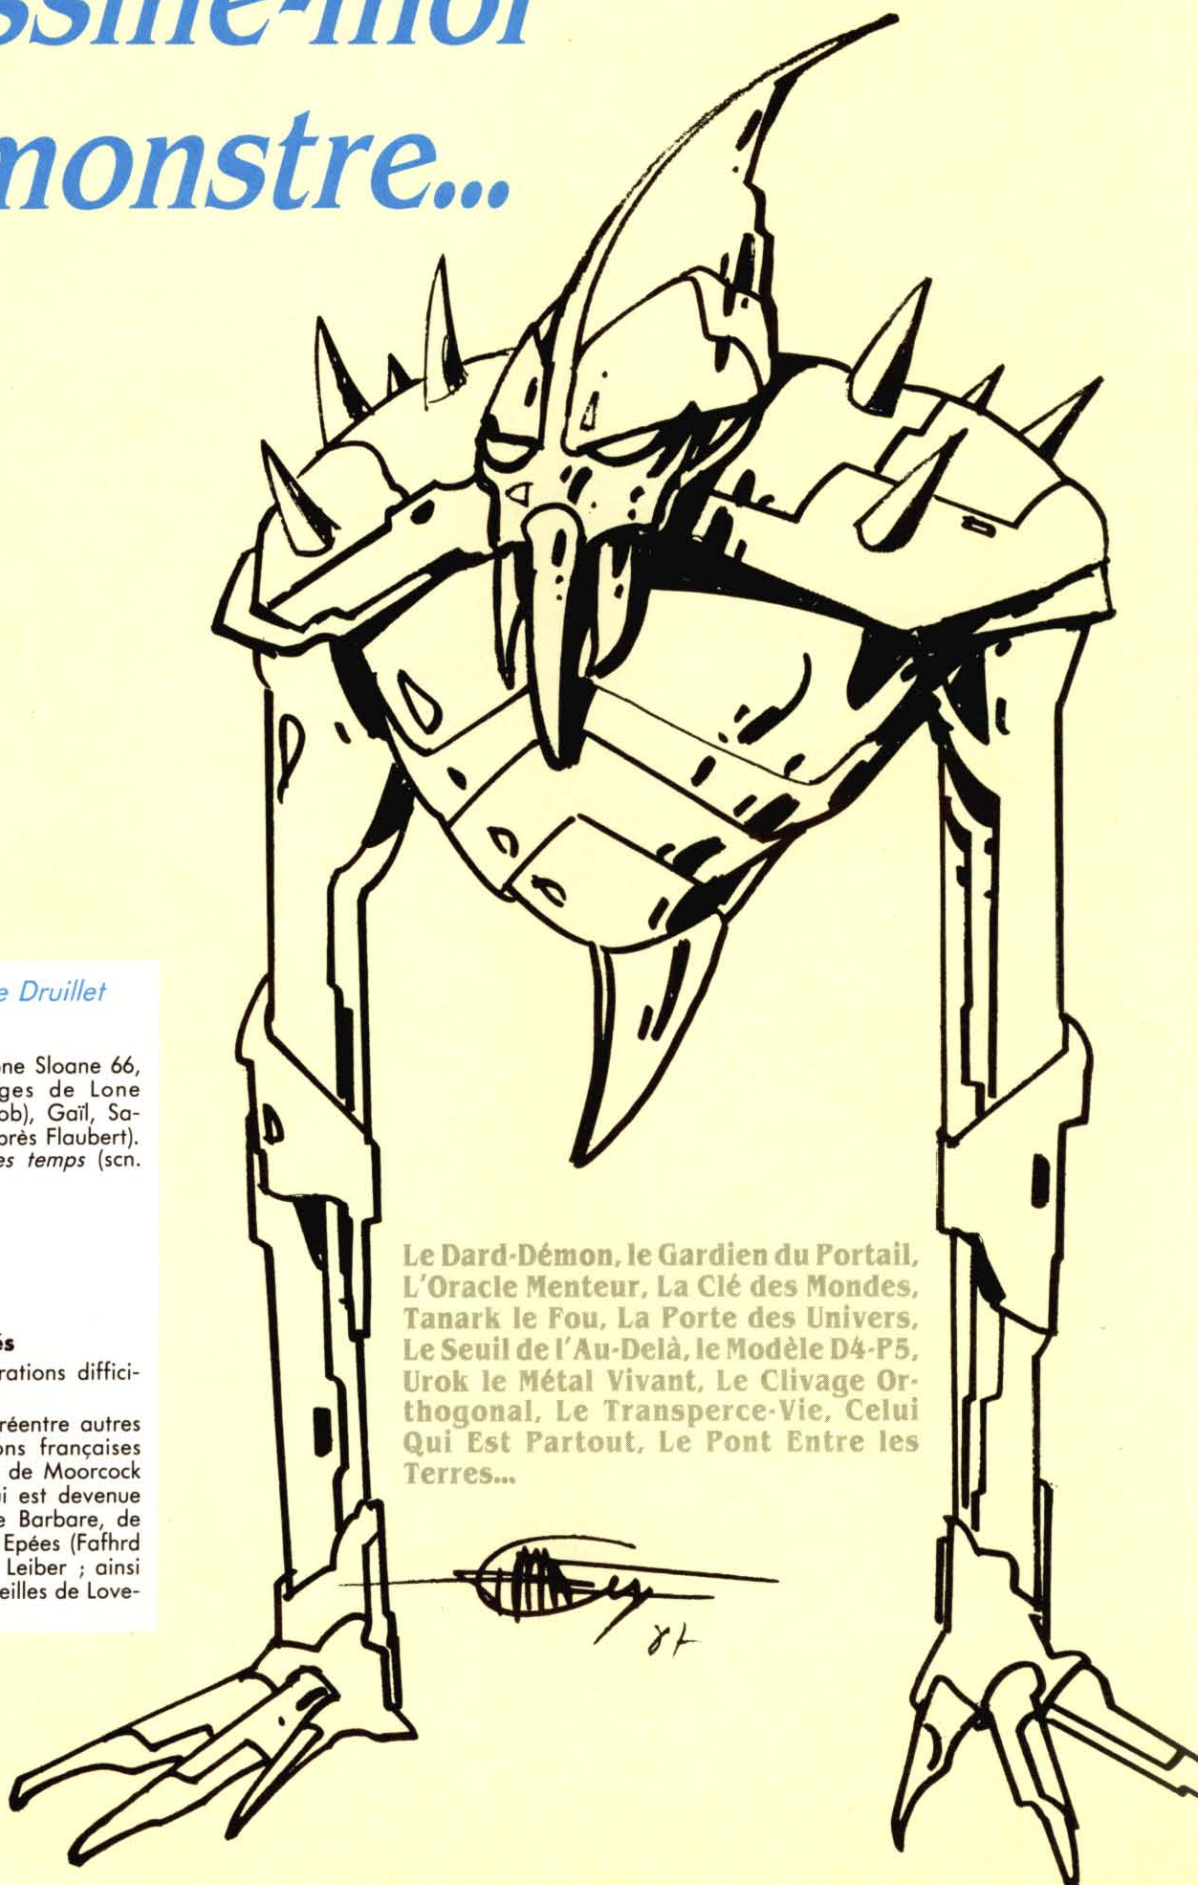 ssine-moi
monstre...
e Druillet
ne Sloane 66,
ges de Lone
ob), Gaïl, Sa-
près Flaubert).
es temps (scn.
és
rations diffici-
réentre autres
ons françaises
de Moorcock
ui est devenue
e Barbare, de
Epées (Fafhrd
Leiber ; ainsi
eilles de Love-
Le Dard-Démon, le Gardien du Portail,
L'Oracle Menteur, La Clé des Mondes,
Tanark le Fou, La Porte des Univers,
Le Seuil de l'Au-Delà, le Modèle D4-P5,
Urok le Métal Vivant, Le Clivage Or-
thogonal, Le Transperce-Vie, Celui
Qui Est Partout, Le Pont Entre les
Terres...